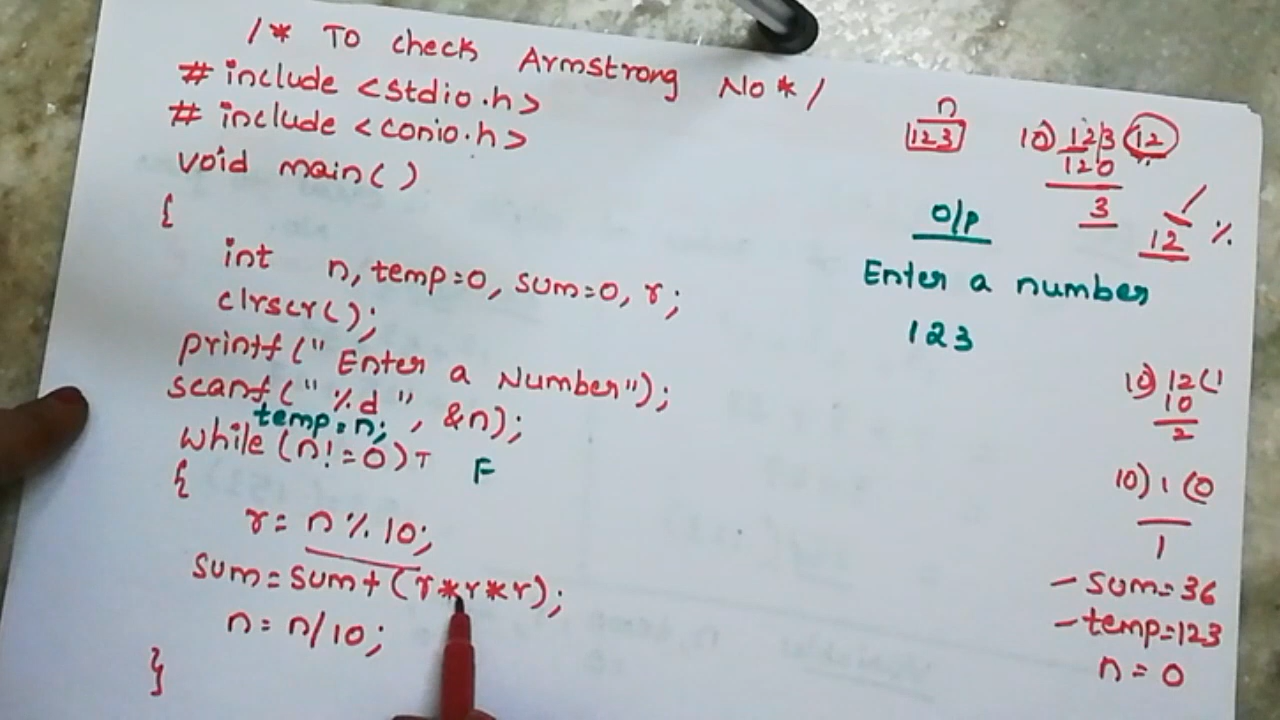 /* To check Armstrong No */
# include <stdio.h>
# include <conio.h>
void main()
{
int n, temp=0, sum=0, r;
clrscr();
printf(" Enter a Number");
scanf(" %d ", &n);
temp=n;
while (n!=0) T F
{
r= n % 10;
sum=sum+(r*r*r);
n= n/10;
}
n
123
10) 123 (12
120
3
/
12 %
O/P
Enter a number
123
10) 12 (1
10
2
10) 1 (0
1
- sum=36
- temp=123
n = 0